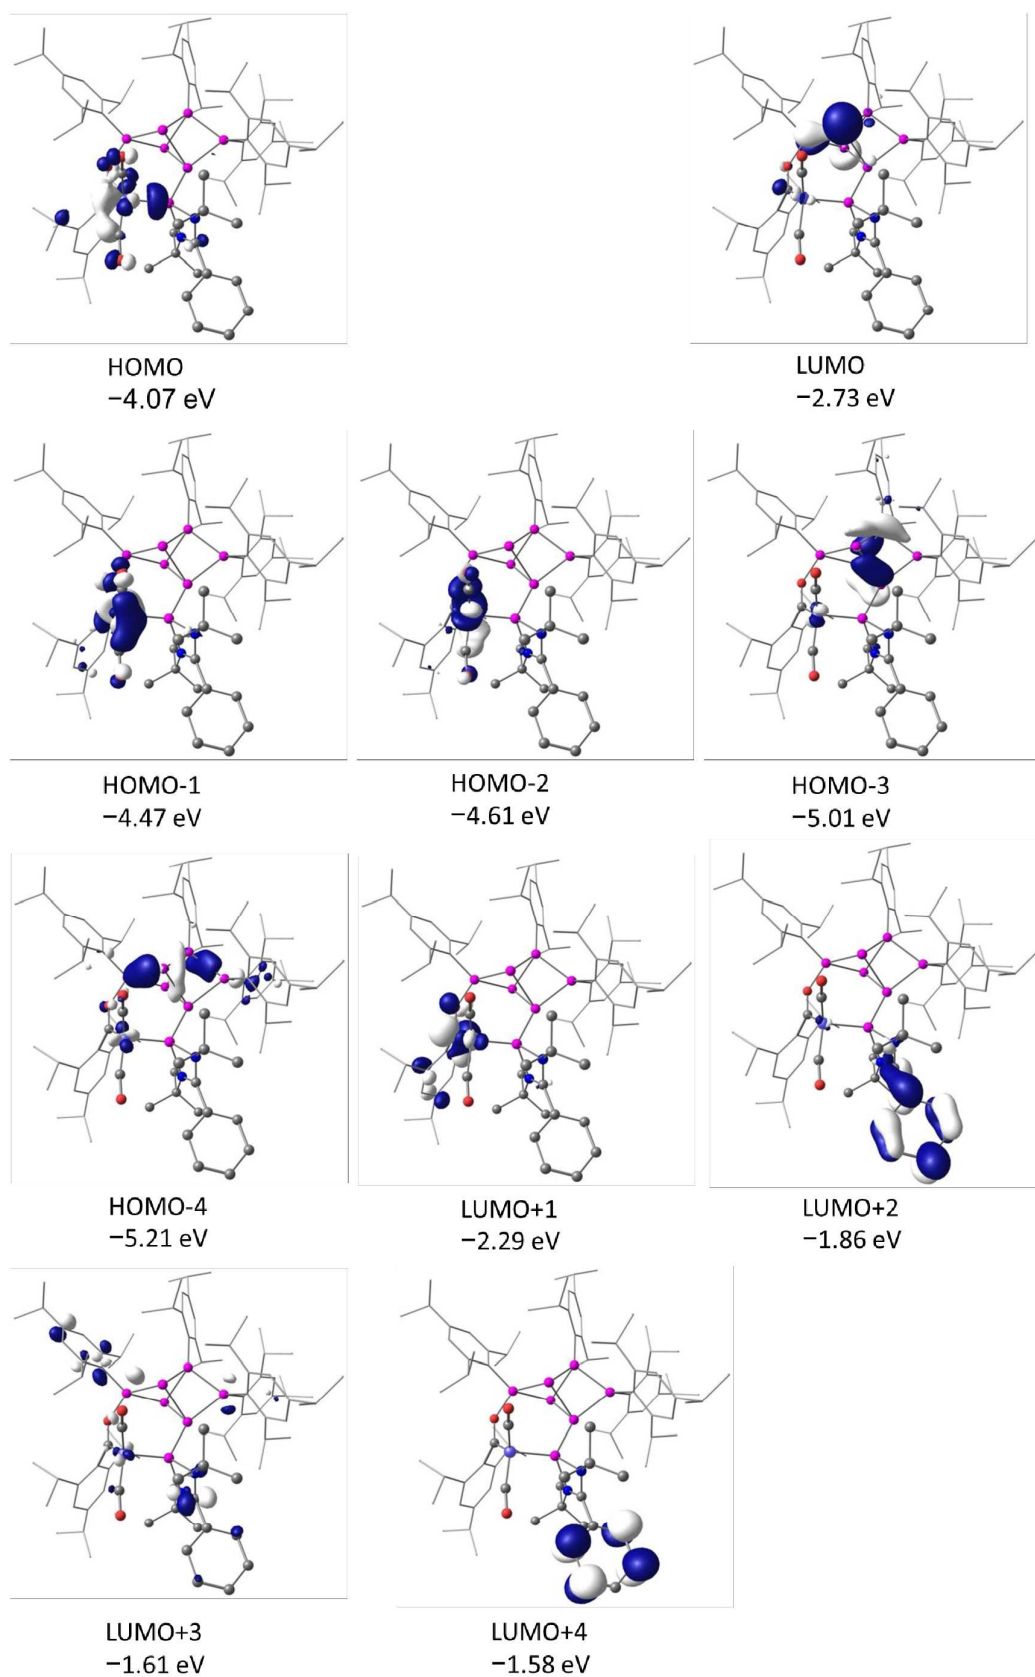 HOMO
−4.07 eV
LUMO
−2.73 eV
HOMO-1
−4.47 eV
HOMO-2
−4.61 eV
HOMO-3
−5.01 eV
HOMO-4
−5.21 eV
LUMO+1
−2.29 eV
LUMO+2
−1.86 eV
LUMO+3
−1.61 eV
LUMO+4
−1.58 eV